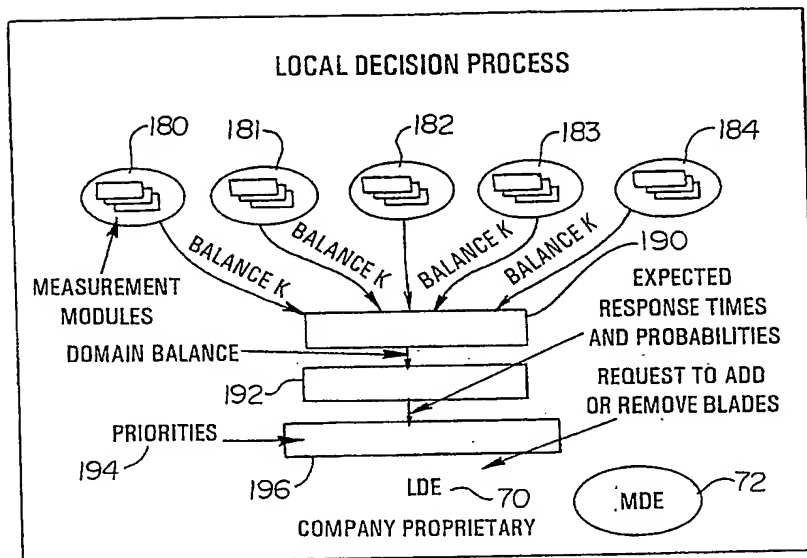 LOCAL DECISION PROCESS
180
181
182
183
184
BALANCE K
BALANCE K
BALANCE K
BALANCE K
190
MEASUREMENT
MODULES
EXPECTED
RESPONSE TIMES
AND PROBABILITIES
DOMAIN BALANCE
192
REQUEST TO ADD
OR REMOVE BLADES
PRIORITIES
194
196
LDE
70
MDE
72
COMPANY PROPRIETARY